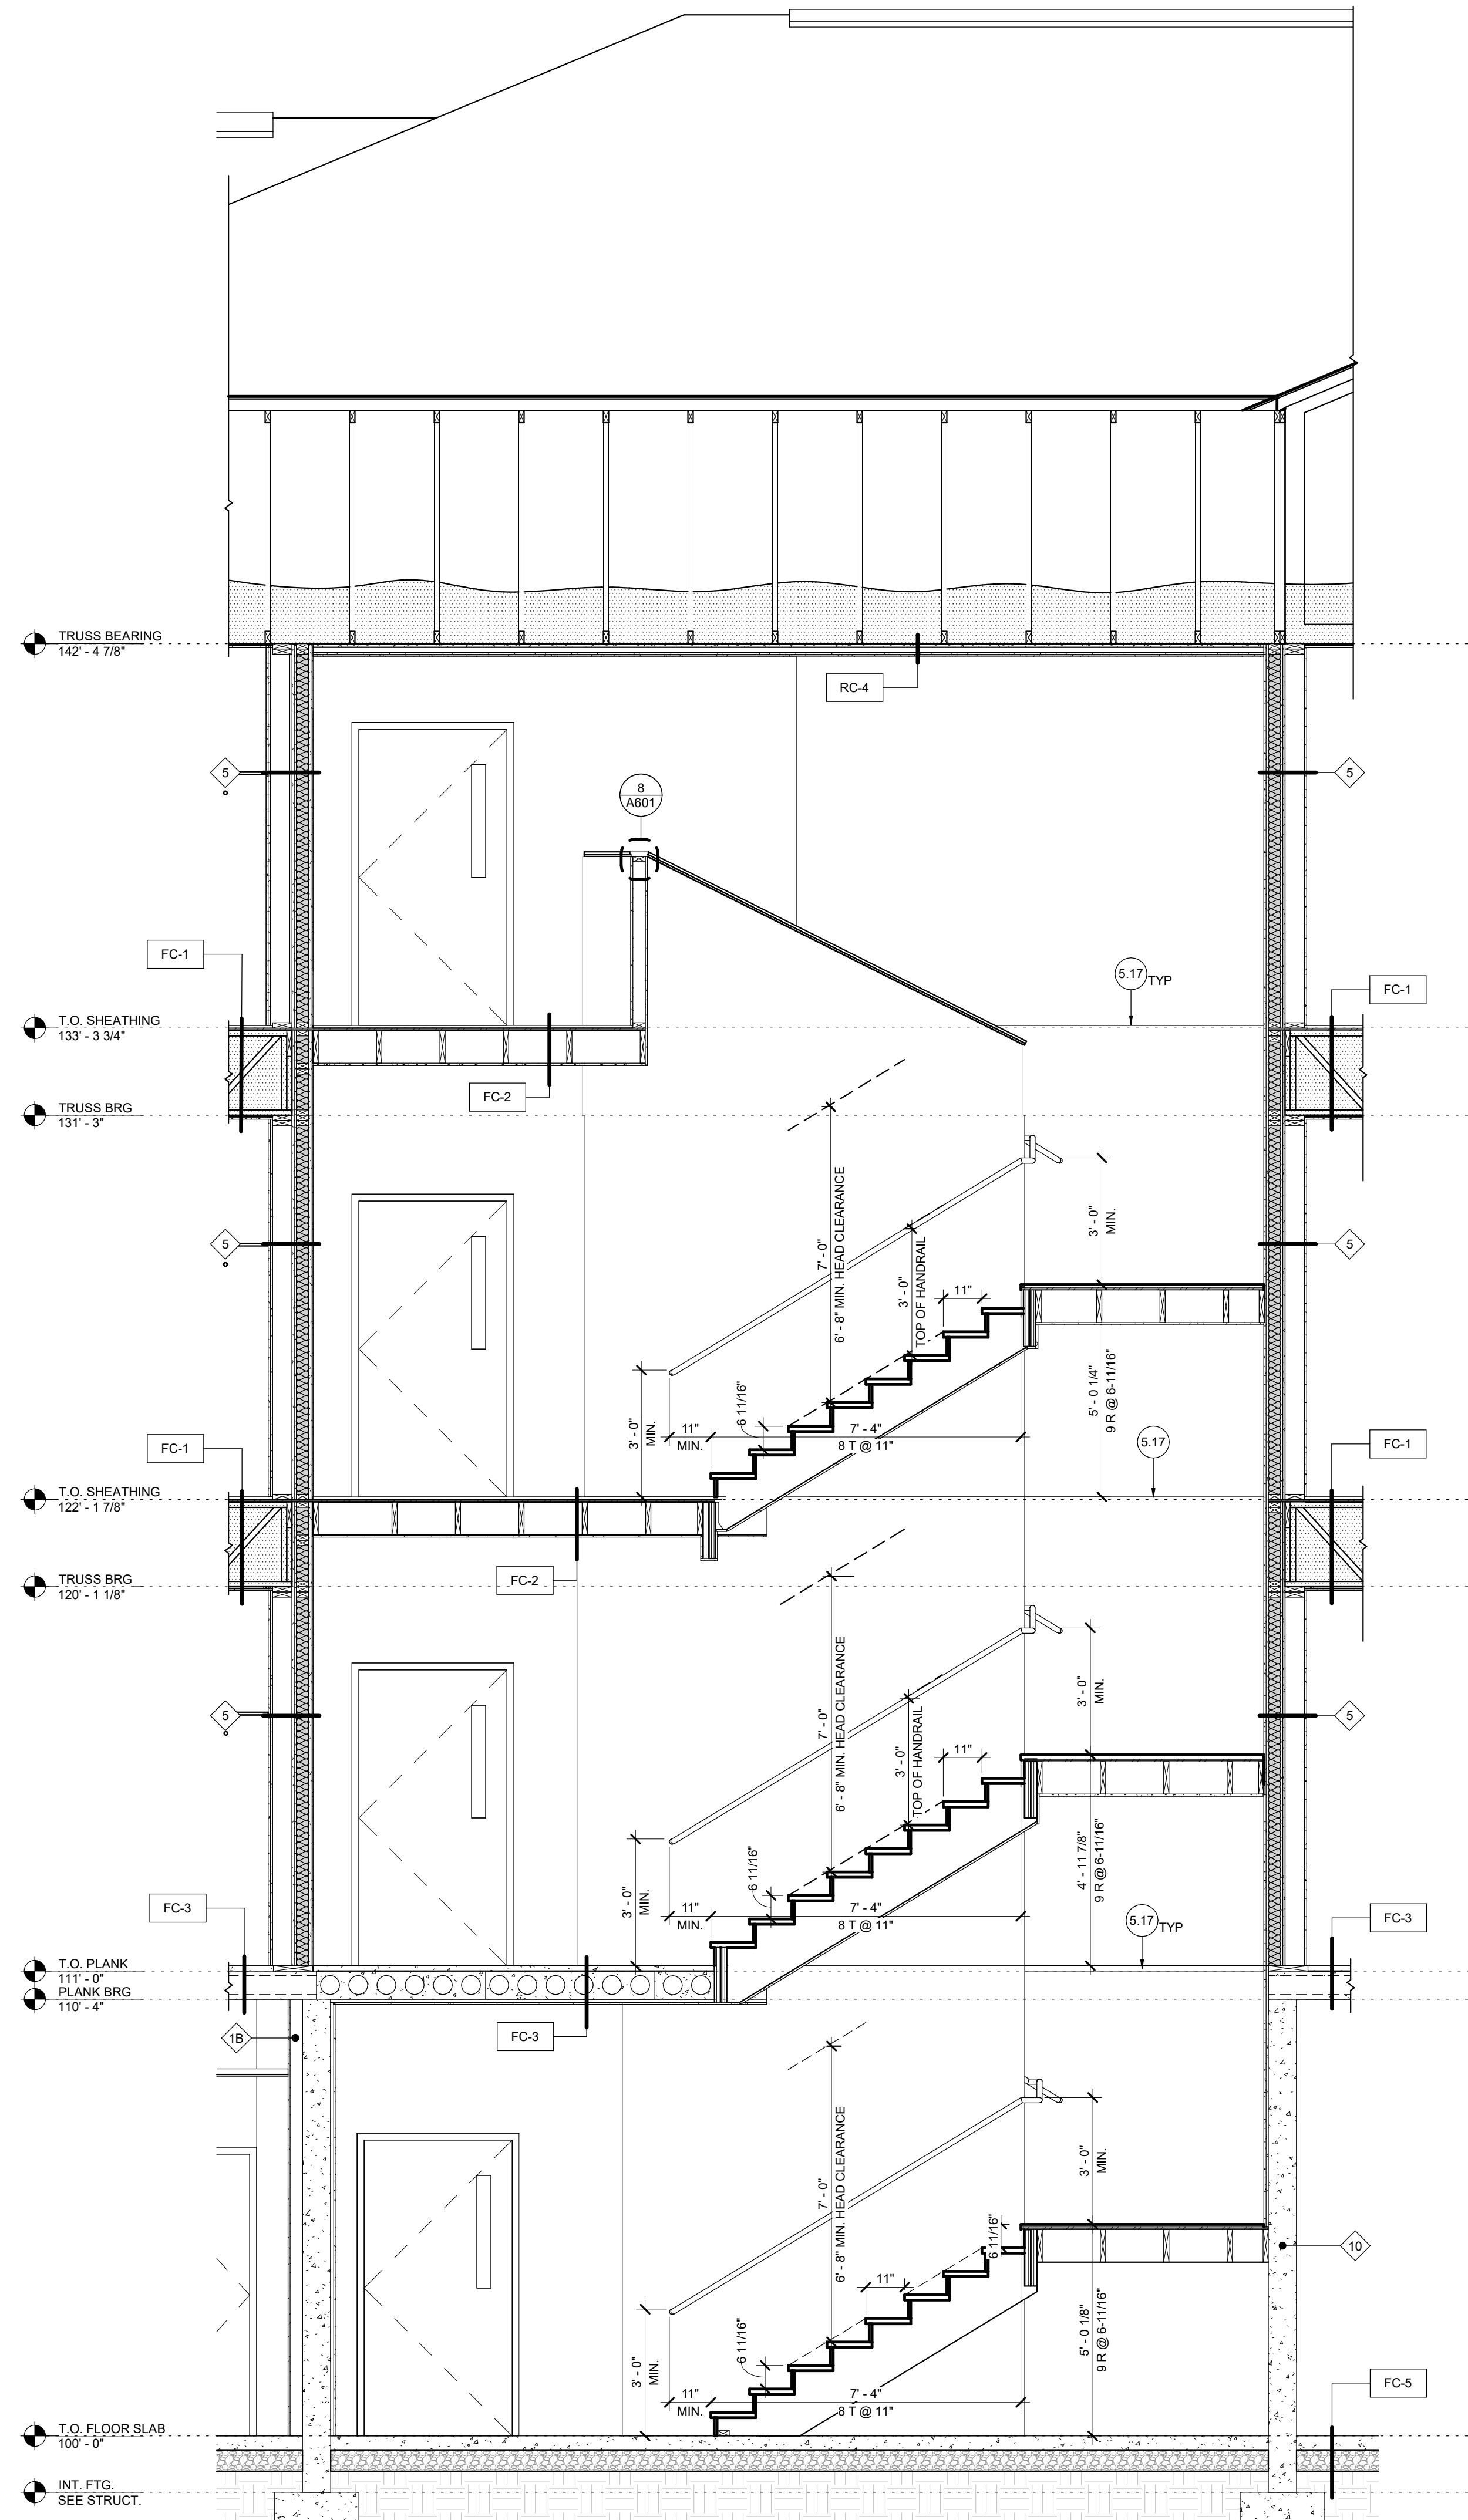 TRUSS BEARING
142' - 4 7/8"
RC-4
5
5
8
A601
FC-1
5.17 TYP
FC-1
T.O. SHEATHING
133' - 3 3/4"
FC-2
TRUSS BRG
131' - 3"
7' - 0"
6' - 8" MIN. HEAD CLEARANCE
3' - 0"
TOP OF HANDRAIL
3' - 0"
MIN.
5
5
11"
6 11/16"
3' - 0"
MIN.
11"
MIN.
7' - 4"
8 T @ 11"
5' - 0 1/4"
9 R @ 6-11/16"
FC-1
5.17
FC-1
T.O. SHEATHING
122' - 1 7/8"
FC-2
TRUSS BRG
120' - 1 1/8"
7' - 0"
6' - 8" MIN. HEAD CLEARANCE
3' - 0"
TOP OF HANDRAIL
3' - 0"
MIN.
5
5
11"
6 11/16"
3' - 0"
MIN.
11"
MIN.
7' - 4"
8 T @ 11"
4' - 11 7/8"
9 R @ 6-11/16"
FC-3
5.17 TYP
FC-3
T.O. PLANK
111' - 0"
PLANK BRG
110' - 4"
1B
FC-3
7' - 0"
6' - 8" MIN. HEAD CLEARANCE
3' - 0"
MIN.
6 11/16"
10
11"
6 11/16"
3' - 0"
MIN.
11"
MIN.
7' - 4"
8 T @ 11"
5' - 0 1/8"
9 R @ 6-11/16"
FC-5
T.O. FLOOR SLAB
100' - 0"
INT. FTG.
SEE STRUCT.